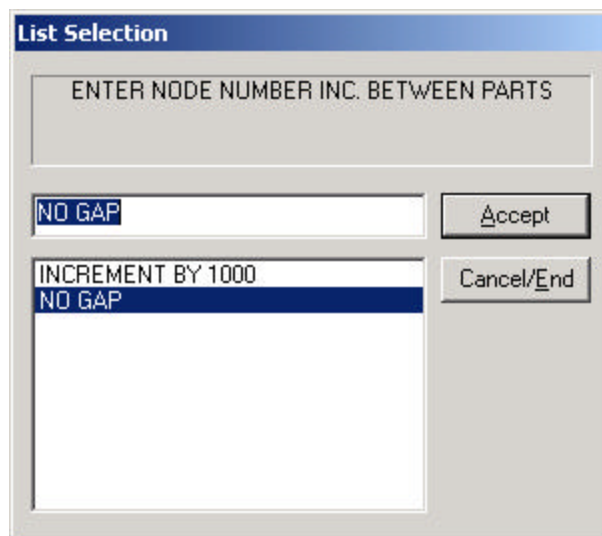 List Selection
ENTER NODE NUMBER INC. BETWEEN PARTS
NO GAP
Accept
INCREMENT BY 1000
NO GAP
Cancel/End